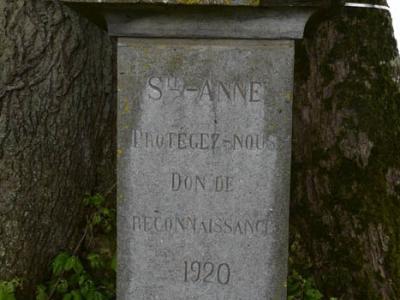 STE-ANNE
PROTÉGEZ-NOUS
DON DE
RECONNAISSANCE
1920